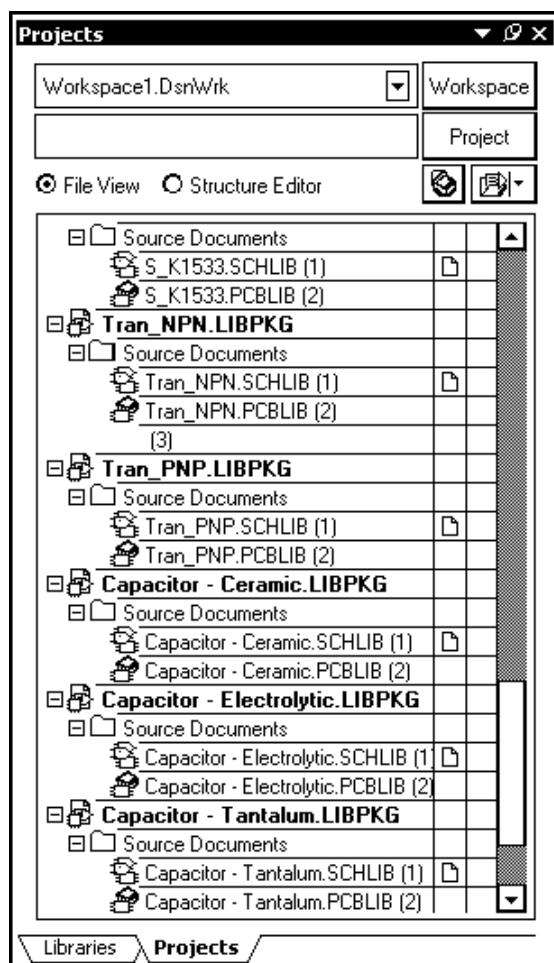 Projects
Workspace1.DsnWrk
Workspace
Project
File View
Structure Editor
Source Documents
S_K1533.SCHLIB (1)
S_K1533.PCBLIB (2)
Tran_NPN.LIBPKG
Source Documents
Tran_NPN.SCHLIB (1)
Tran_NPN.PCBLIB (2)
(3)
Tran_PNP.LIBPKG
Source Documents
Tran_PNP.SCHLIB (1)
Tran_PNP.PCBLIB (2)
Capacitor - Ceramic.LIBPKG
Source Documents
Capacitor - Ceramic.SCHLIB (1)
Capacitor - Ceramic.PCBLIB (2)
Capacitor - Electrolytic.LIBPKG
Source Documents
Capacitor - Electrolytic.SCHLIB (1)
Capacitor - Electrolytic.PCBLIB (2)
Capacitor - Tantalum.LIBPKG
Source Documents
Capacitor - Tantalum.SCHLIB (1)
Capacitor - Tantalum.PCBLIB (2)
Libraries
Projects